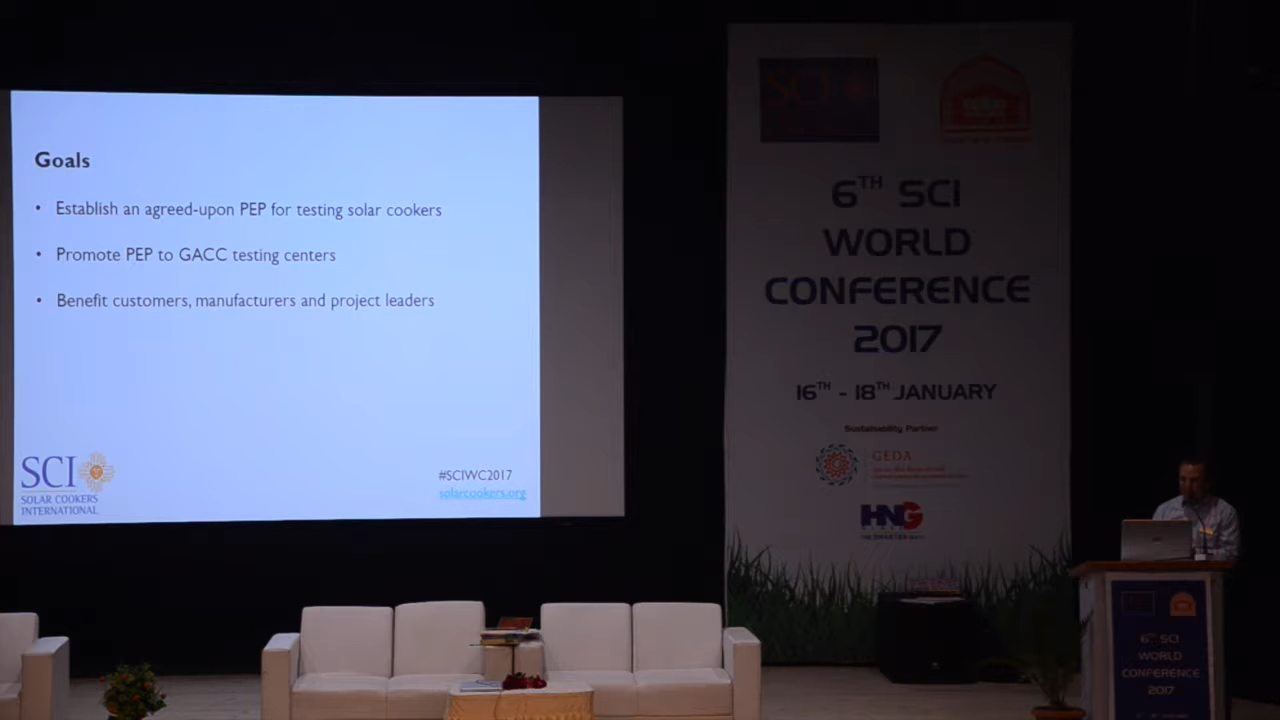 Goals
• Establish an agreed-upon PEP for testing solar cookers
• Promote PEP to GACC testing centers
• Benefit customers, manufacturers and project leaders
SCI
SOLAR COOKERS
INTERNATIONAL
#SCIWC2017
solarcookers.org
SCI
6TH SCI
WORLD
CONFERENCE
2017
16TH - 18TH JANUARY
Sustainability Partner
GEDA
HNG
6TH SCI
WORLD
CONFERENCE
2017